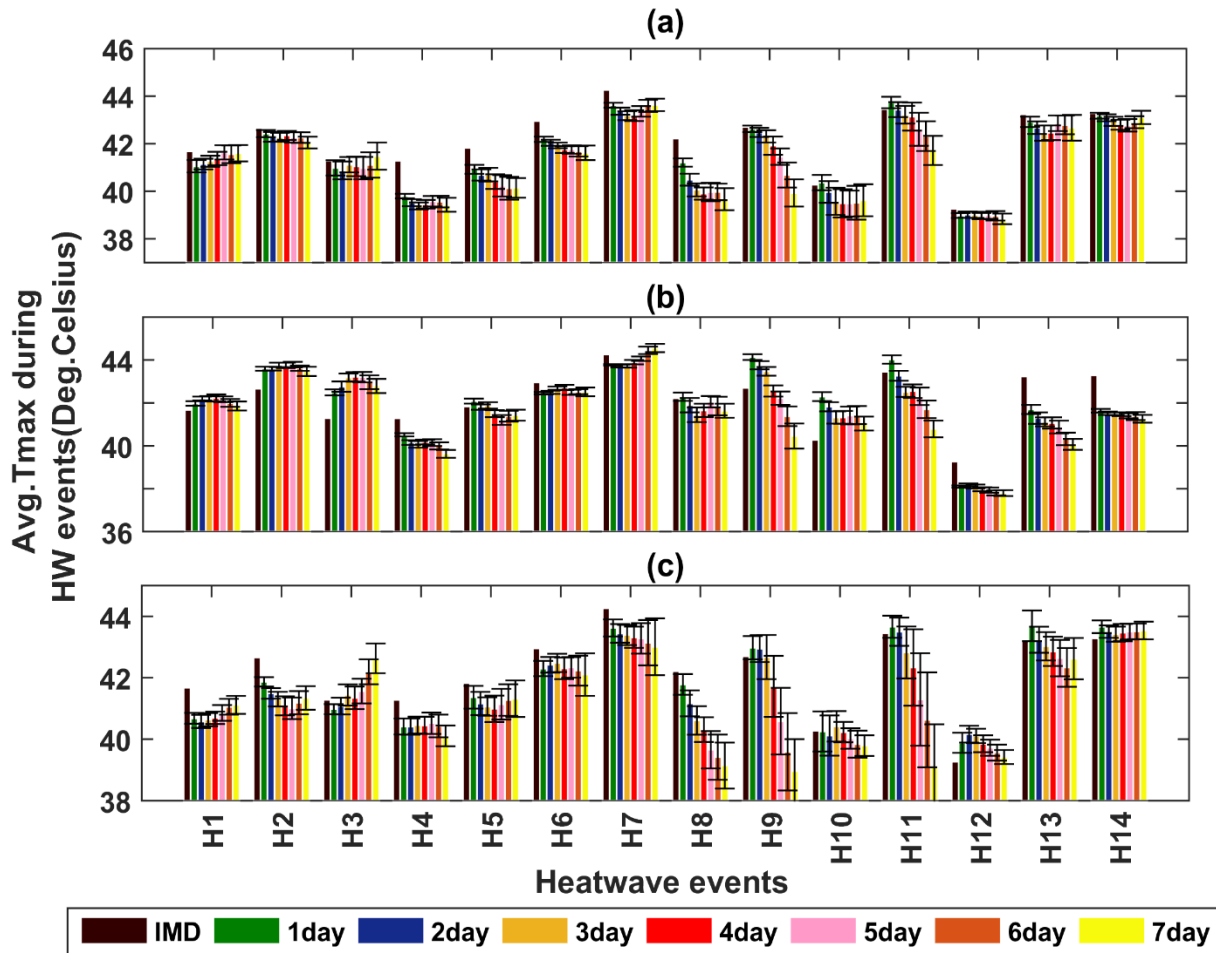 (a)
46
44
42
40
38
(b)
44
42
40
36
(c)
44
42
40
38
Avg.Tmax during
HW events(Deg.Celsius)
H1 H2 H3 H4 H5 H6 H7 H8 H9 H10 H11 H12 H13 H14
Heatwave events
IMD 1day 2day 3day 4day 5day 6day 7day